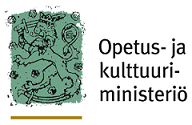 Opetus- ja
kulttuuri-
ministeriö